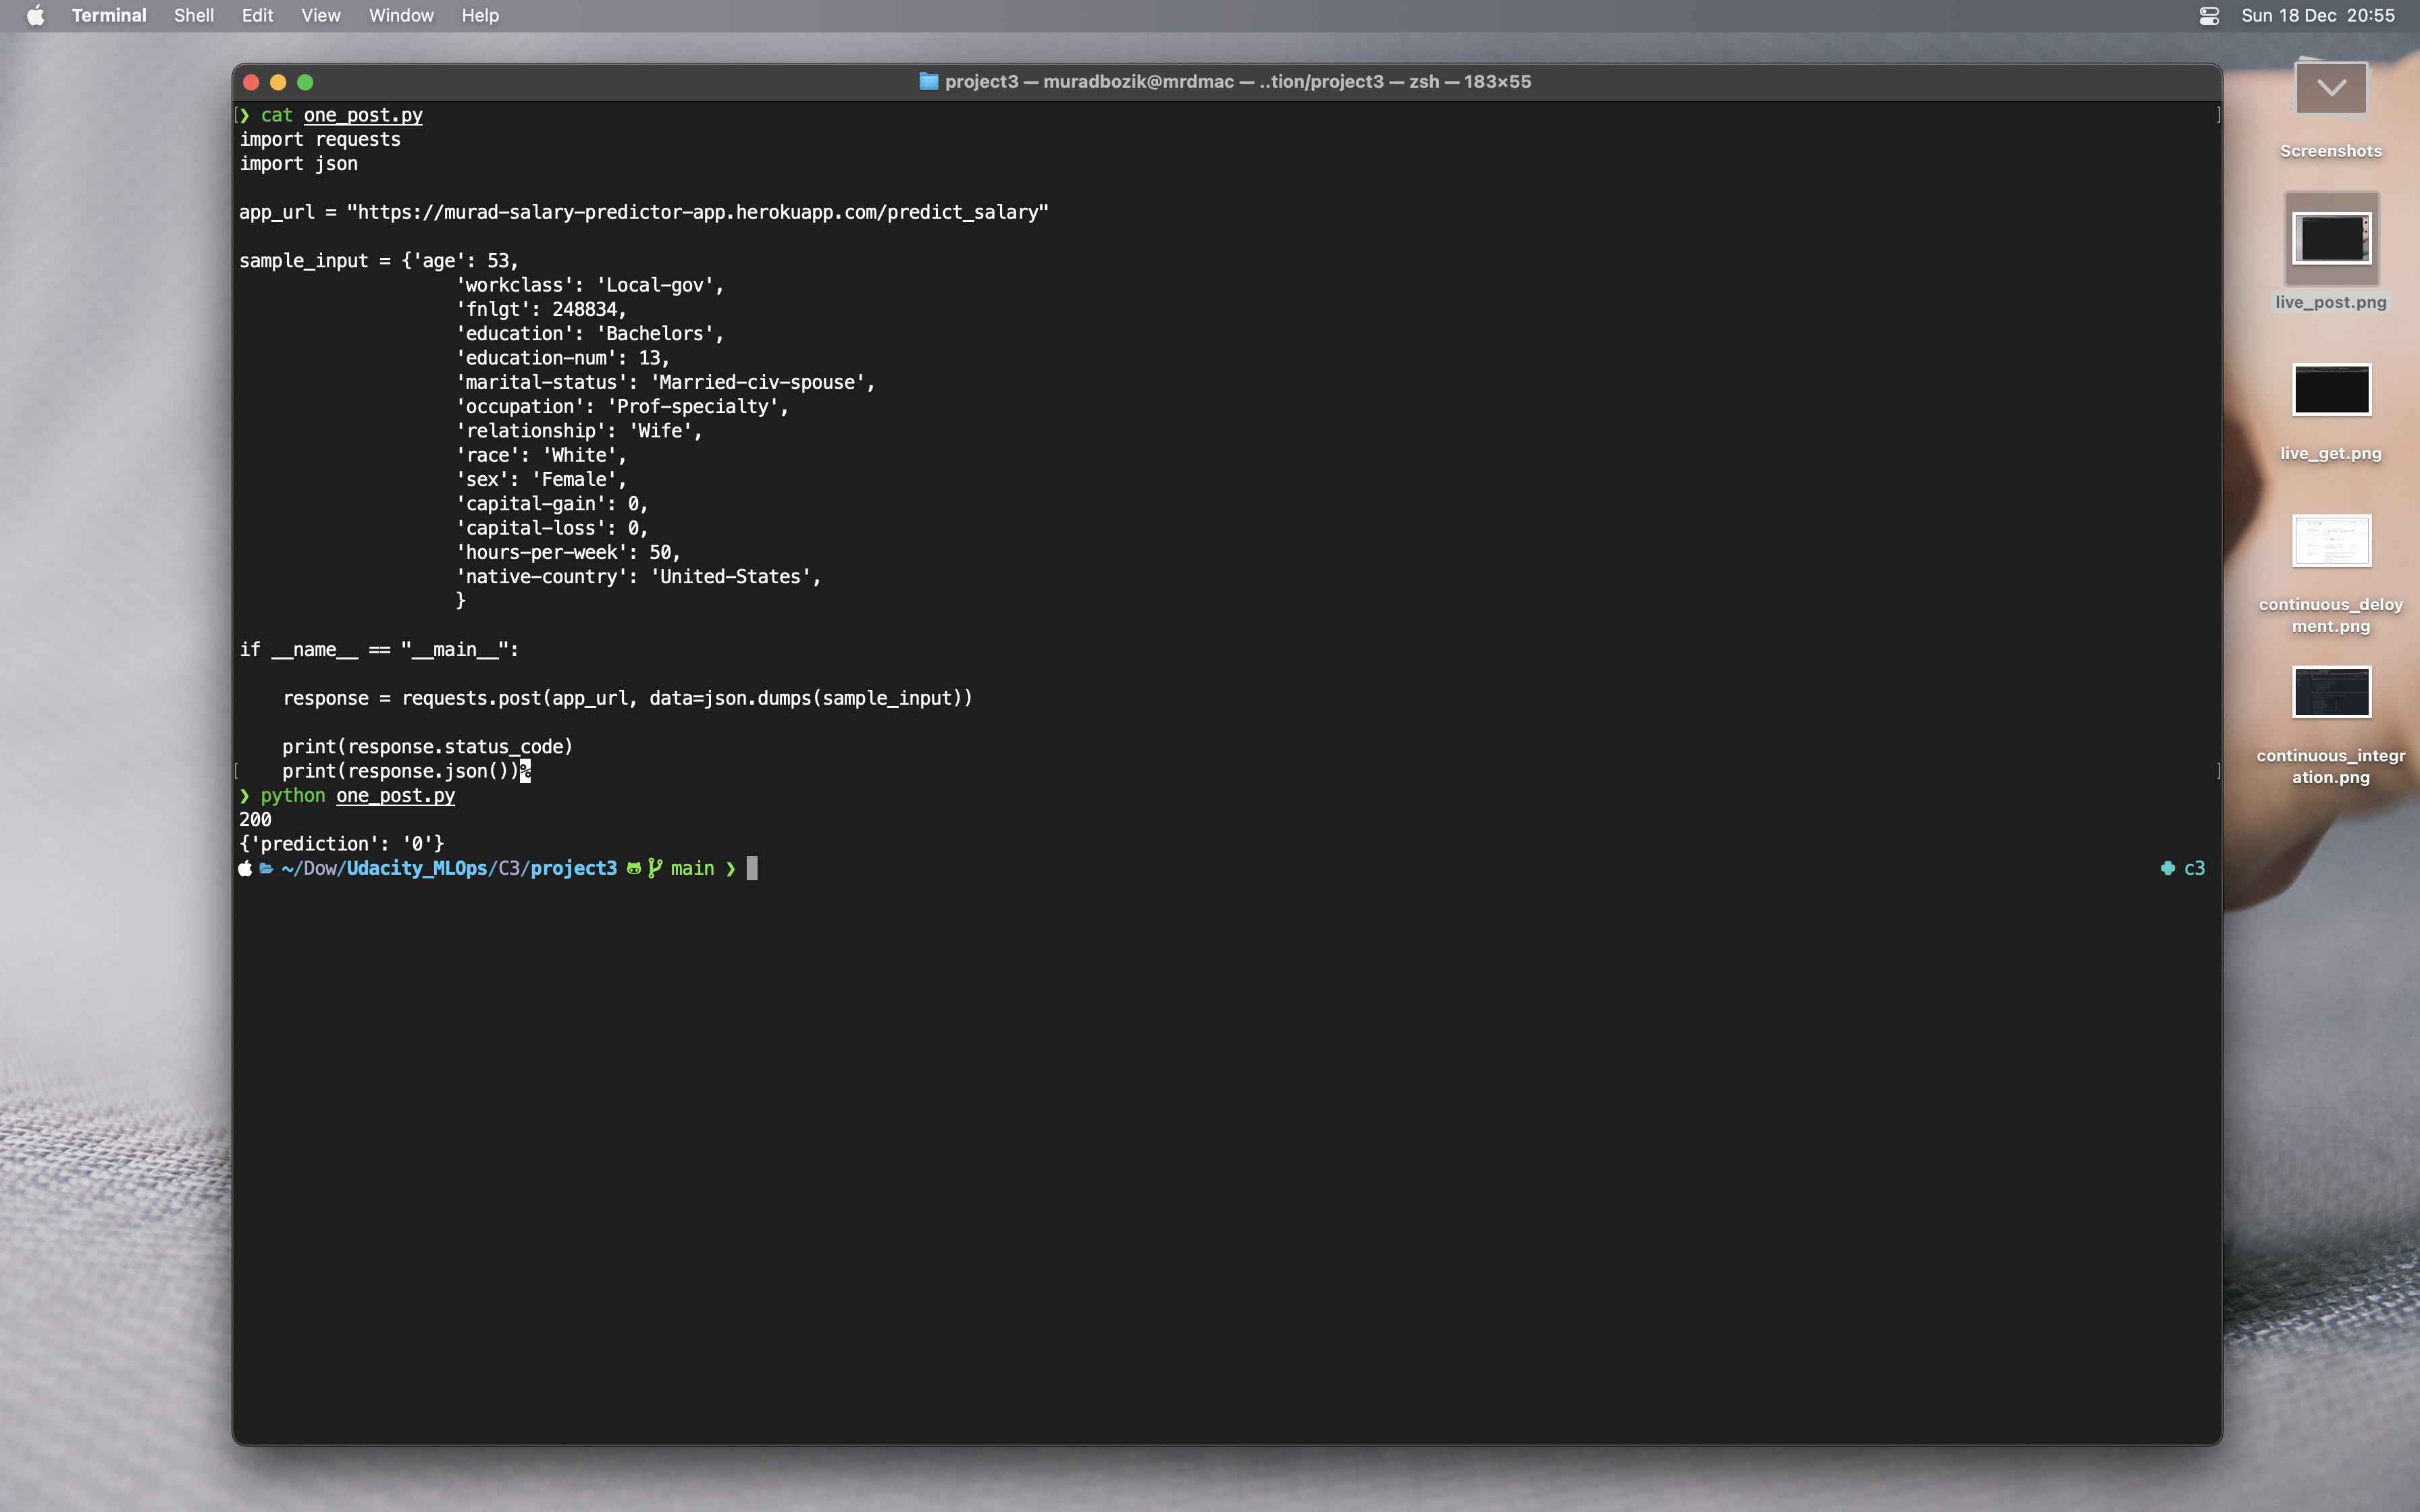 Terminal Shell Edit View Window Help Sun 18 Dec 20:55
project3 — muradbozik@mrdmac — ..tion/project3 — zsh — 183×55
[❯ cat one_post.py ]
import requests
import json

app_url = "https://murad-salary-predictor-app.herokuapp.com/predict_salary"

sample_input = {'age': 53,
                    'workclass': 'Local-gov',
                    'fnlgt': 248834,
                    'education': 'Bachelors',
                    'education-num': 13,
                    'marital-status': 'Married-civ-spouse',
                    'occupation': 'Prof-specialty',
                    'relationship': 'Wife',
                    'race': 'White',
                    'sex': 'Female',
                    'capital-gain': 0,
                    'capital-loss': 0,
                    'hours-per-week': 50,
                    'native-country': 'United-States',
                    }

if __name__ == "__main__":

    response = requests.post(app_url, data=json.dumps(sample_input))

    print(response.status_code)
[    print(response.json())% ]
❯ python one_post.py
200
{'prediction': '0'}
~/Dow/Udacity_MLOps/C3/project3 main ❯ c3
Screenshots
live_post.png
live_get.png
continuous_deloy
ment.png
continuous_integr
ation.png